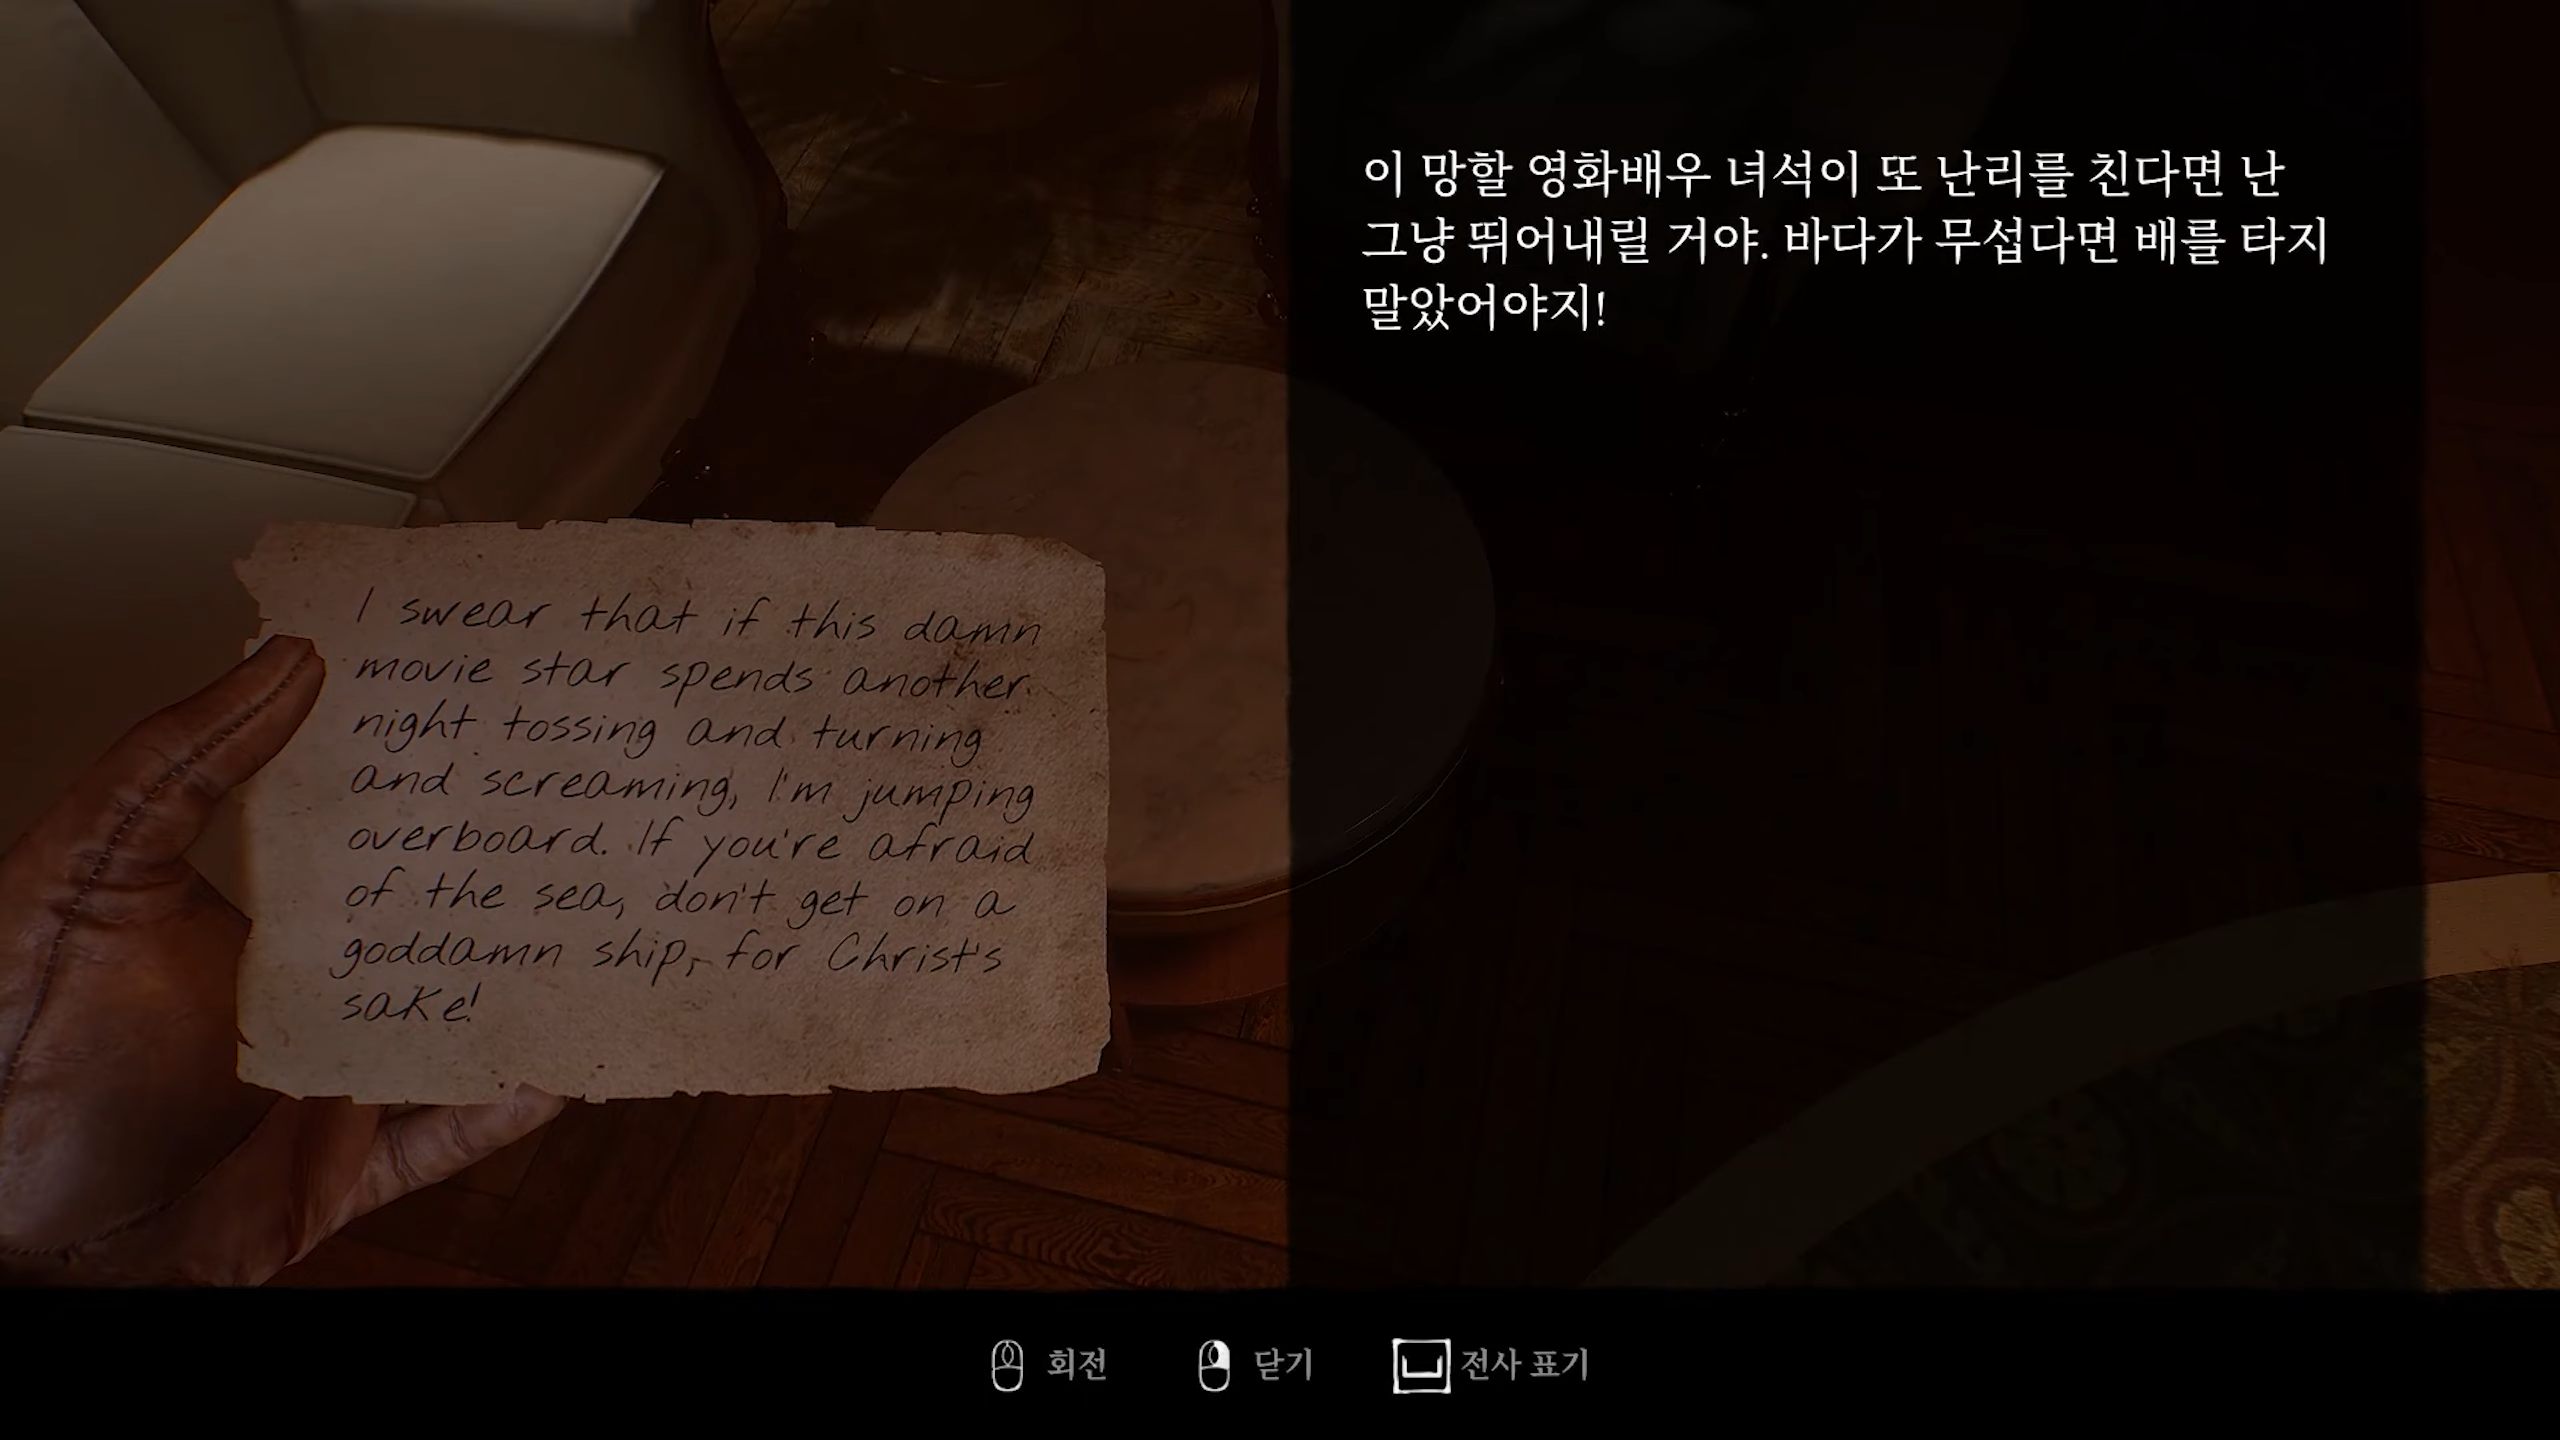 이 망할 영화배우 녀석이 또 난리를 친다면 난
그냥 뛰어내릴 거야. 바다가 무섭다면 배를 타지
말았어야지!
I swear that if this damn
movie star spends another
night tossing and turning
and screaming, I'm jumping
overboard. If you're afraid
of the sea, don't get on a
goddamn ship, for Christ's
sake!
회전
닫기
전사 표기